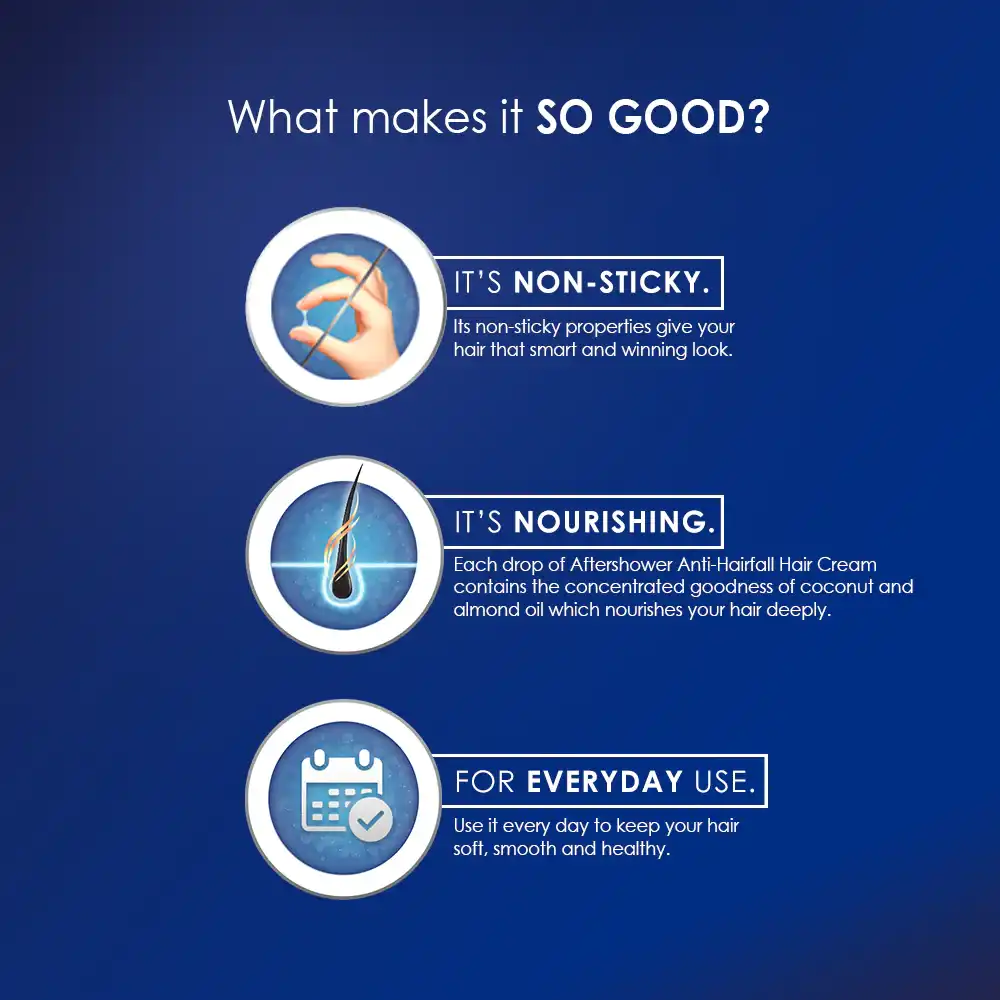 What makes it SO GOOD?
IT'S NON-STICKY.
Its non-sticky properties give your
hair that smart and winning look.
IT'S NOURISHING.
Each drop of Aftershower Anti-Hairfall Hair Cream
contains the concentrated goodness of coconut and
almond oil which nourishes your hair deeply.
FOR EVERYDAY USE.
Use it every day to keep your hair
soft, smooth and healthy.